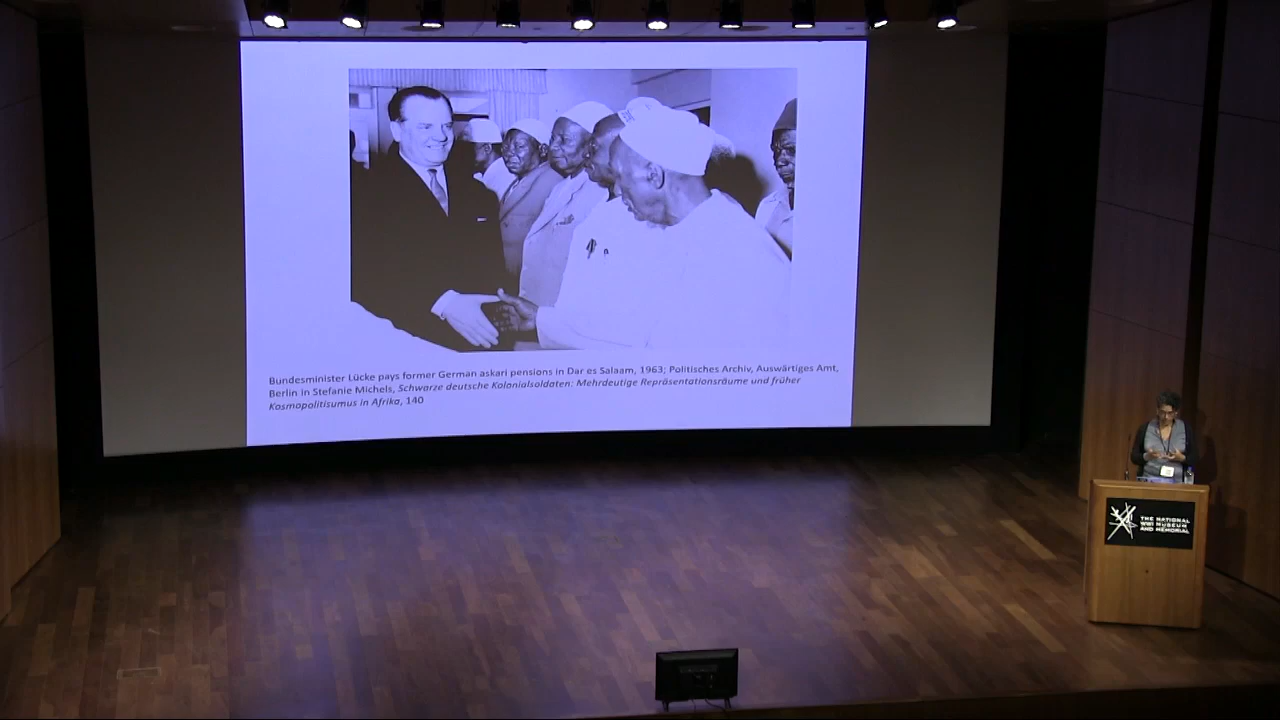 Bundesminister Lücke pays former German askari pensions in Dar es Salaam, 1963; Politisches Archiv, Auswärtiges Amt,
Berlin in Stefanie Michels, Schwarze deutsche Kolonialsoldaten: Mehrdeutige Repräsentationsräume und früher
Kosmopolitisumus in Afrika, 140
THE NATIONAL
WWI MUSEUM
AND MEMORIAL